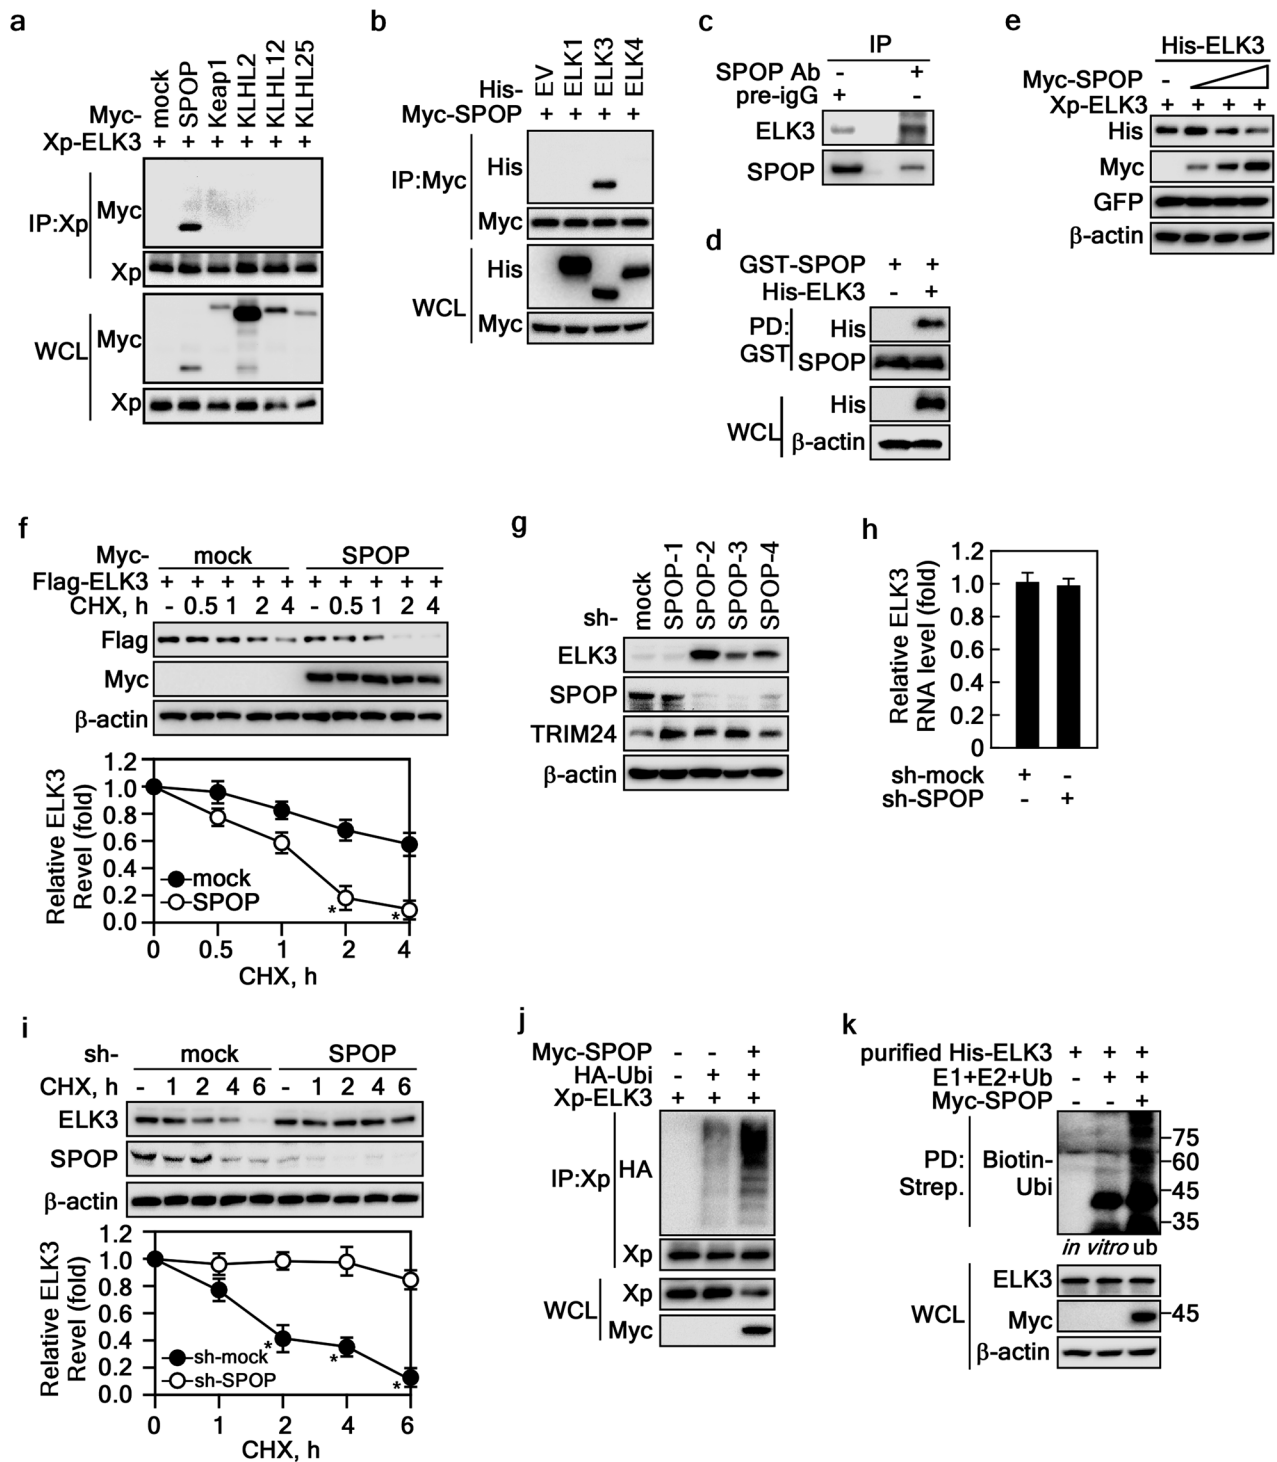 a
Myc-
mock
SPOP
Keap1
KLHL2
KLHL12
KLHL25
Xp-ELK3 + + + + + +
IP:Xp
Myc
Xp
WCL
Myc
Xp
b
His-
EV
ELK1
ELK3
ELK4
Myc-SPOP + + + +
IP:Myc
His
Myc
WCL
His
Myc
c
IP
SPOP Ab - +
pre-igG + -
ELK3
SPOP
d
GST-SPOP + +
His-ELK3 - +
PD:
GST
His
SPOP
WCL
His
β-actin
e
His-ELK3
Myc-SPOP -
Xp-ELK3 + + + +
His
Myc
GFP
β-actin
f
Myc- mock SPOP
Flag-ELK3 + + + + + + + + + +
CHX, h - 0.5 1 2 4 - 0.5 1 2 4
Flag
Myc
β-actin
Relative ELK3
Revel (fold)
1.2
1.0
0.8
0.6
0.4
0.2
0.0
mock
SPOP
*
*
0 0.5 1 2 4
CHX, h
g
sh-
mock
SPOP-1
SPOP-2
SPOP-3
SPOP-4
ELK3
SPOP
TRIM24
β-actin
h
Relative ELK3
RNA level (fold)
1.2
1.0
0.8
0.6
0.4
0.2
0
sh-mock + -
sh-SPOP - +
i
sh- mock SPOP
CHX, h - 1 2 4 6 - 1 2 4 6
ELK3
SPOP
β-actin
Relative ELK3
Revel (fold)
1.2
1.0
0.8
0.6
0.4
0.2
0.0
*
*
*
sh-mock
sh-SPOP
0 1 2 4 6
CHX, h
j
Myc-SPOP - - +
HA-Ubi - + +
Xp-ELK3 + + +
IP:Xp
HA
Xp
WCL
Xp
Myc
k
purified His-ELK3 + + +
E1+E2+Ub - + +
Myc-SPOP - - +
PD:
Strep.
Biotin-
Ubi
75
60
45
35
in vitro ub
WCL
ELK3
Myc
45
β-actin